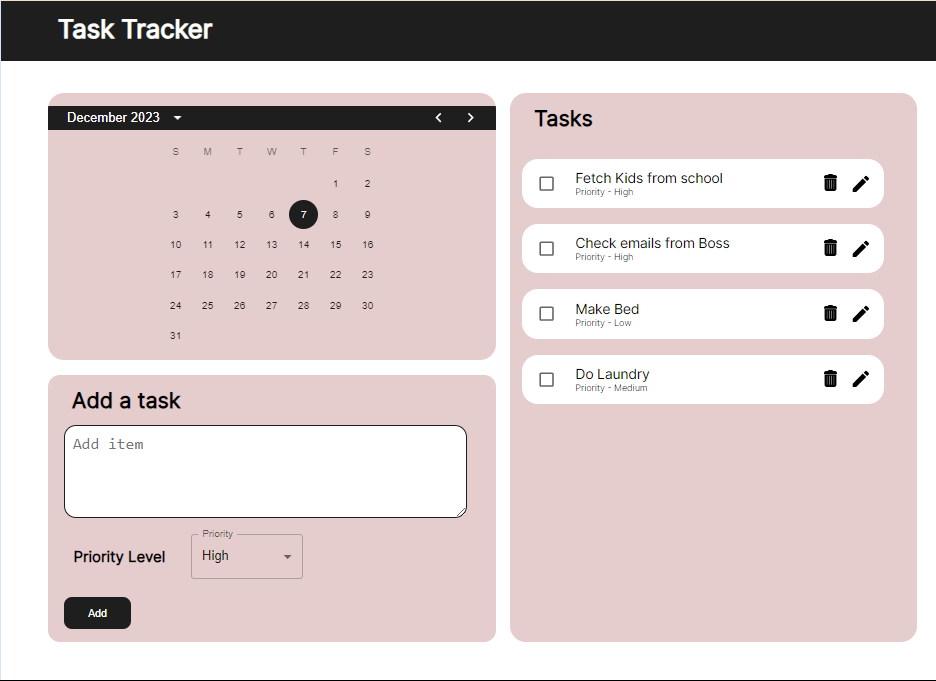 Task Tracker
December 2023
S M T W T F S
1 2
3 4 5 6 7 8 9
10 11 12 13 14 15 16
17 18 19 20 21 22 23
24 25 26 27 28 29 30
31
Add a task
Add item
Priority Level
Priority
High
Add
Tasks
Fetch Kids from school
Priority - High
Check emails from Boss
Priority - High
Make Bed
Priority - Low
Do Laundry
Priority - Medium